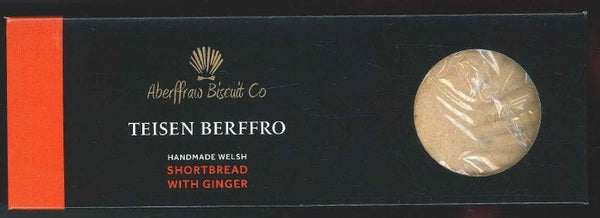 Aberffraw Biscuit Co
TEISEN BERFFRO
HANDMADE WELSH
SHORTBREAD
WITH GINGER